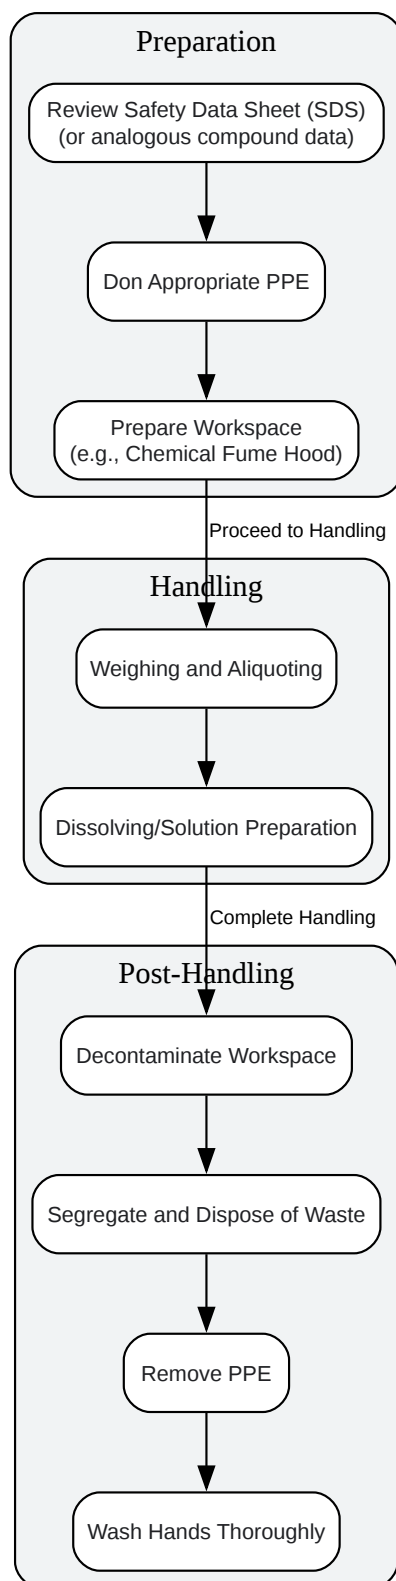 Preparation
Review Safety Data Sheet (SDS)
(or analogous compound data)
Don Appropriate PPE
Prepare Workspace
(e.g., Chemical Fume Hood)
Proceed to Handling
Handling
Weighing and Aliquoting
Dissolving/Solution Preparation
Complete Handling
Post-Handling
Decontaminate Workspace
Segregate and Dispose of Waste
Remove PPE
Wash Hands Thoroughly